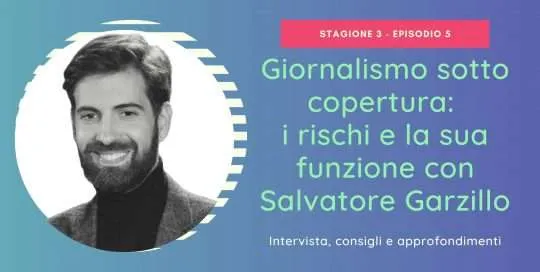 STAGIONE 3 - EPISODIO 5
Giornalismo sotto
copertura:
i rischi e la sua
funzione con
Salvatore Garzillo
Intervista, consigli e approfondimenti